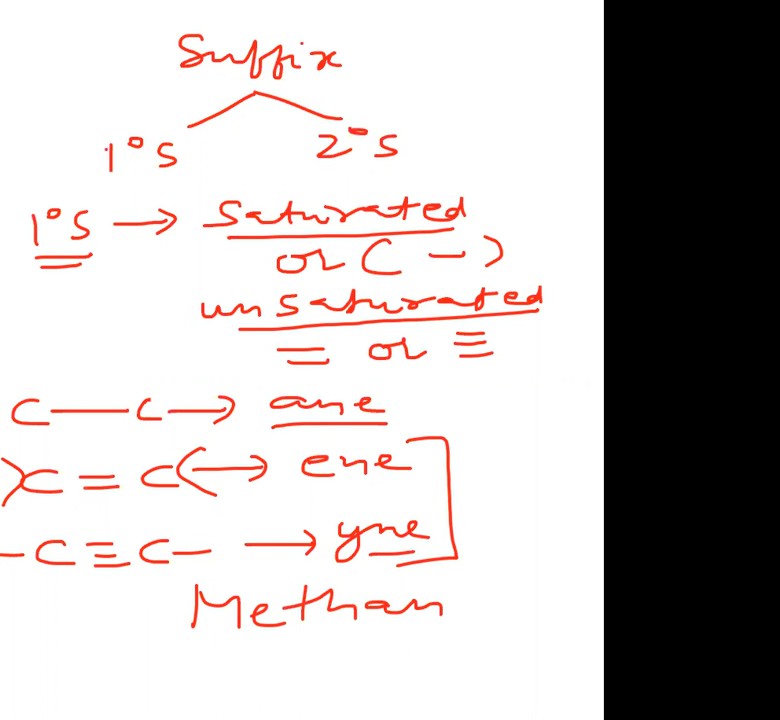 Suffix
1°S 2°S
1°S → Saturated
or C -
unsaturated
= or ≡
C — C → ane
C = C → ene
- C ≡ C - → yne
Methan